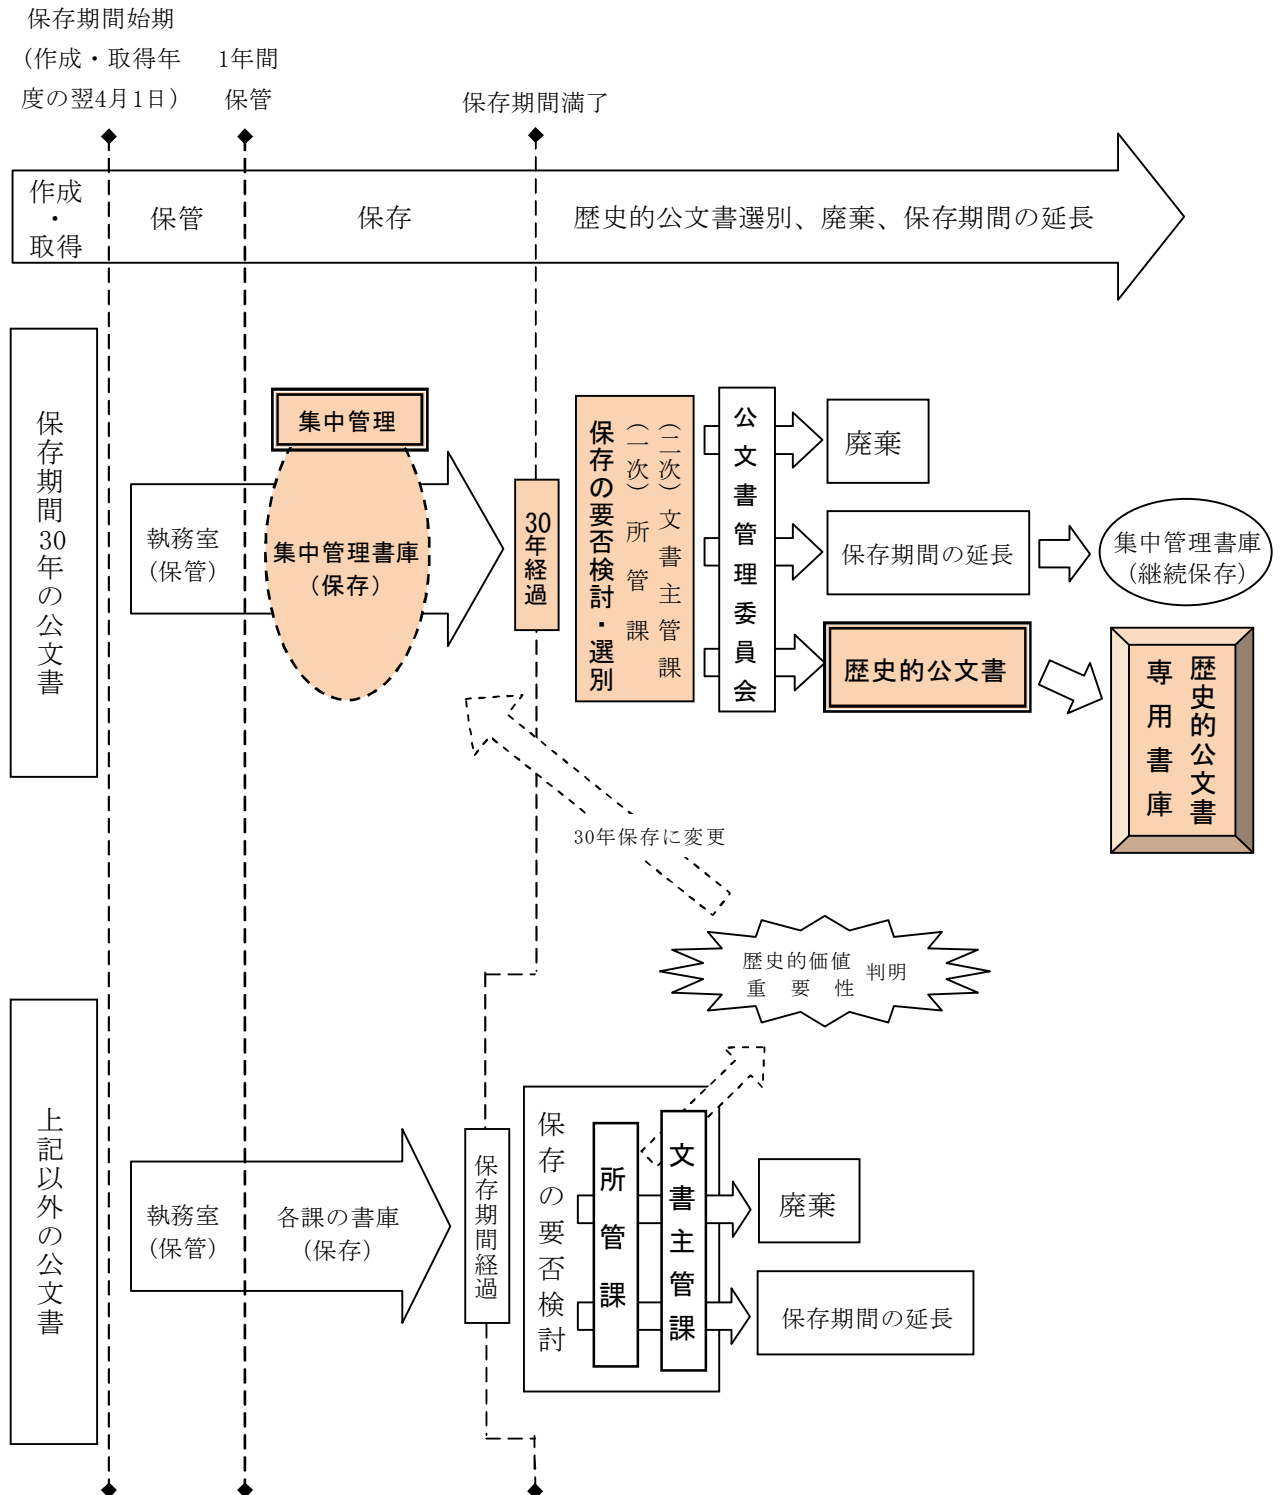 保存期間始期
(作成・取得年
度の翌4月1日)
1年間
保管
保存期間満了
作成
・
取得
保管
保存
歴史的公文書選別、廃棄、保存期間の延長
保存期間30年の公文書
集中管理
執務室
(保管)
集中管理書庫
(保存)
30年経過
保存の要否検討・選別
(一次)所管課
(二次)文書主管課
公文書管理委員会
廃棄
保存期間の延長
集中管理書庫
(継続保存)
歴史的公文書
歴史的公文書
専用書庫
30年保存に変更
歴史的価値
重要性
判明
上記以外の公文書
執務室
(保管)
各課の書庫
(保存)
保存期間経過
保存の要否検討
所管課
文書主管課
廃棄
保存期間の延長